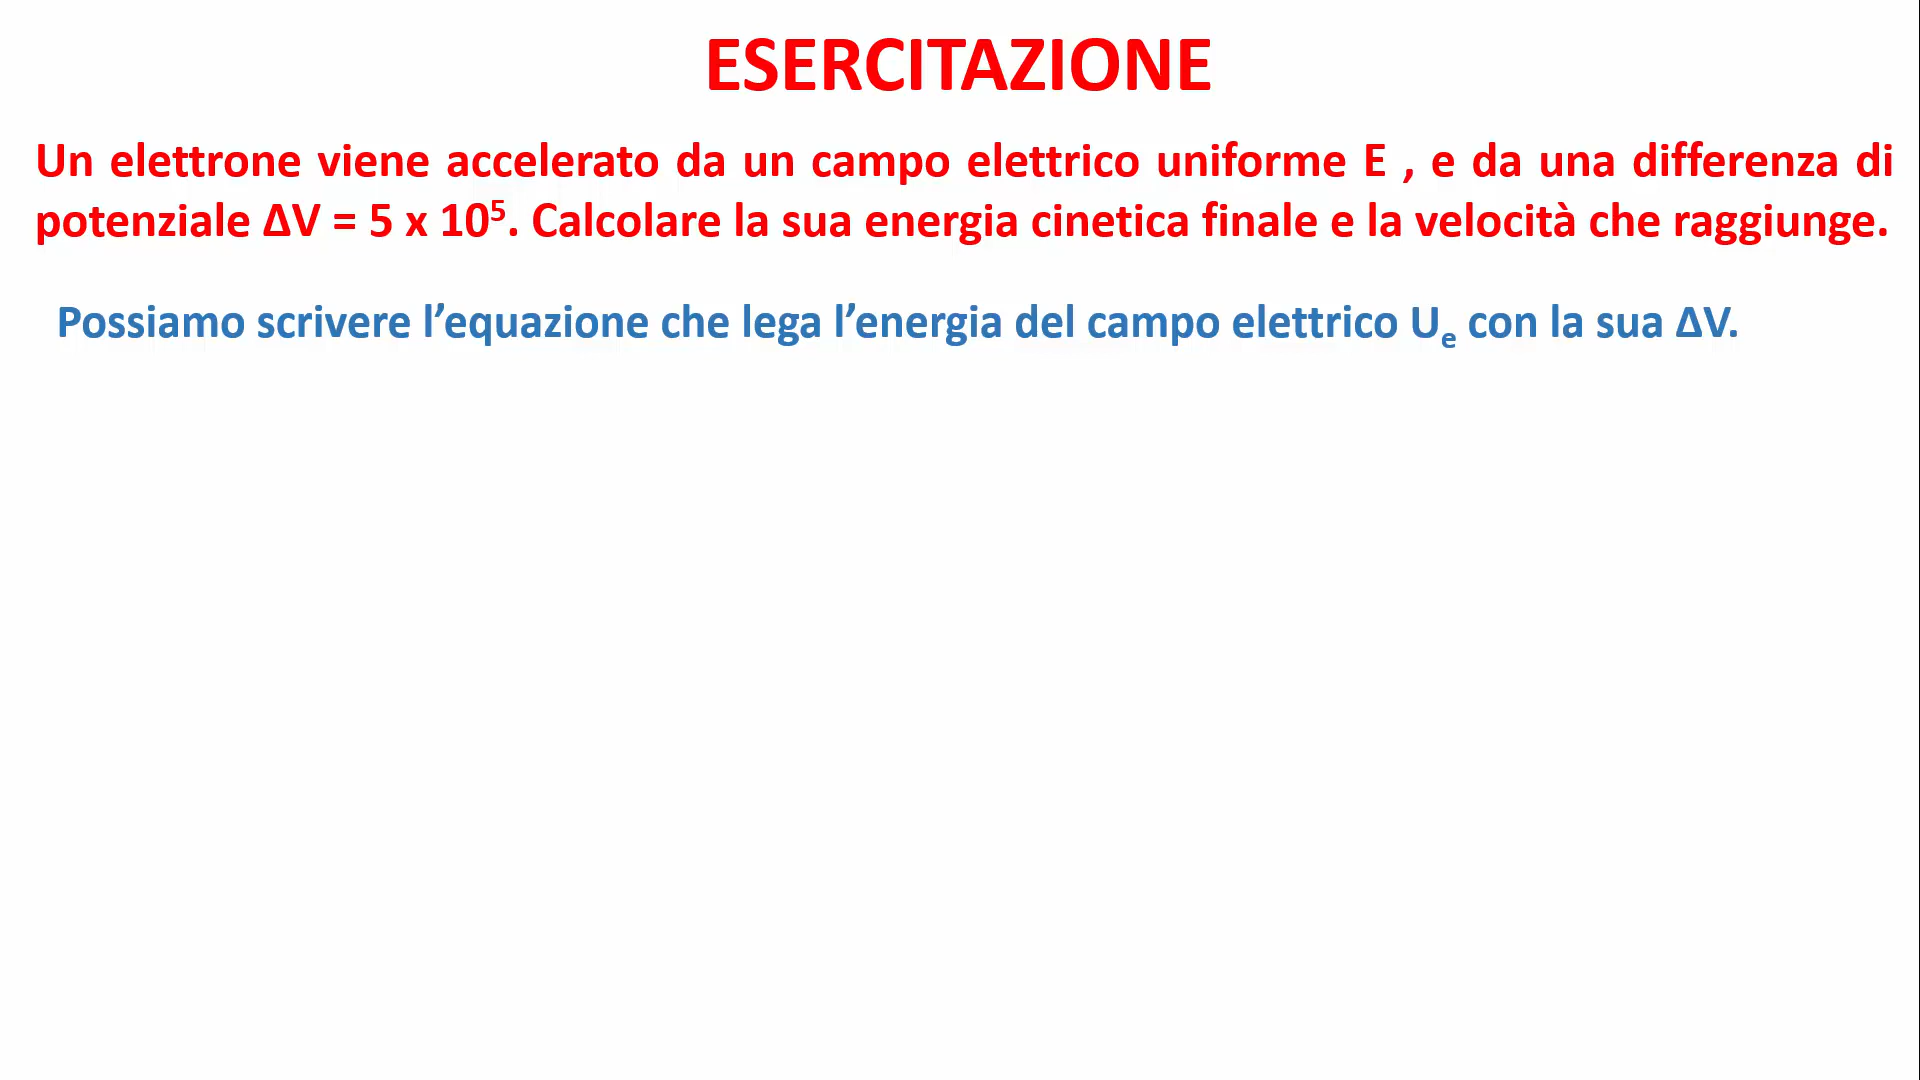 ESERCITAZIONE
Un elettrone viene accelerato da un campo elettrico uniforme E , e da una differenza di
potenziale ΔV = 5 x 10⁵. Calcolare la sua energia cinetica finale e la velocità che raggiunge.
Possiamo scrivere l’equazione che lega l’energia del campo elettrico Uₑ con la sua ΔV.